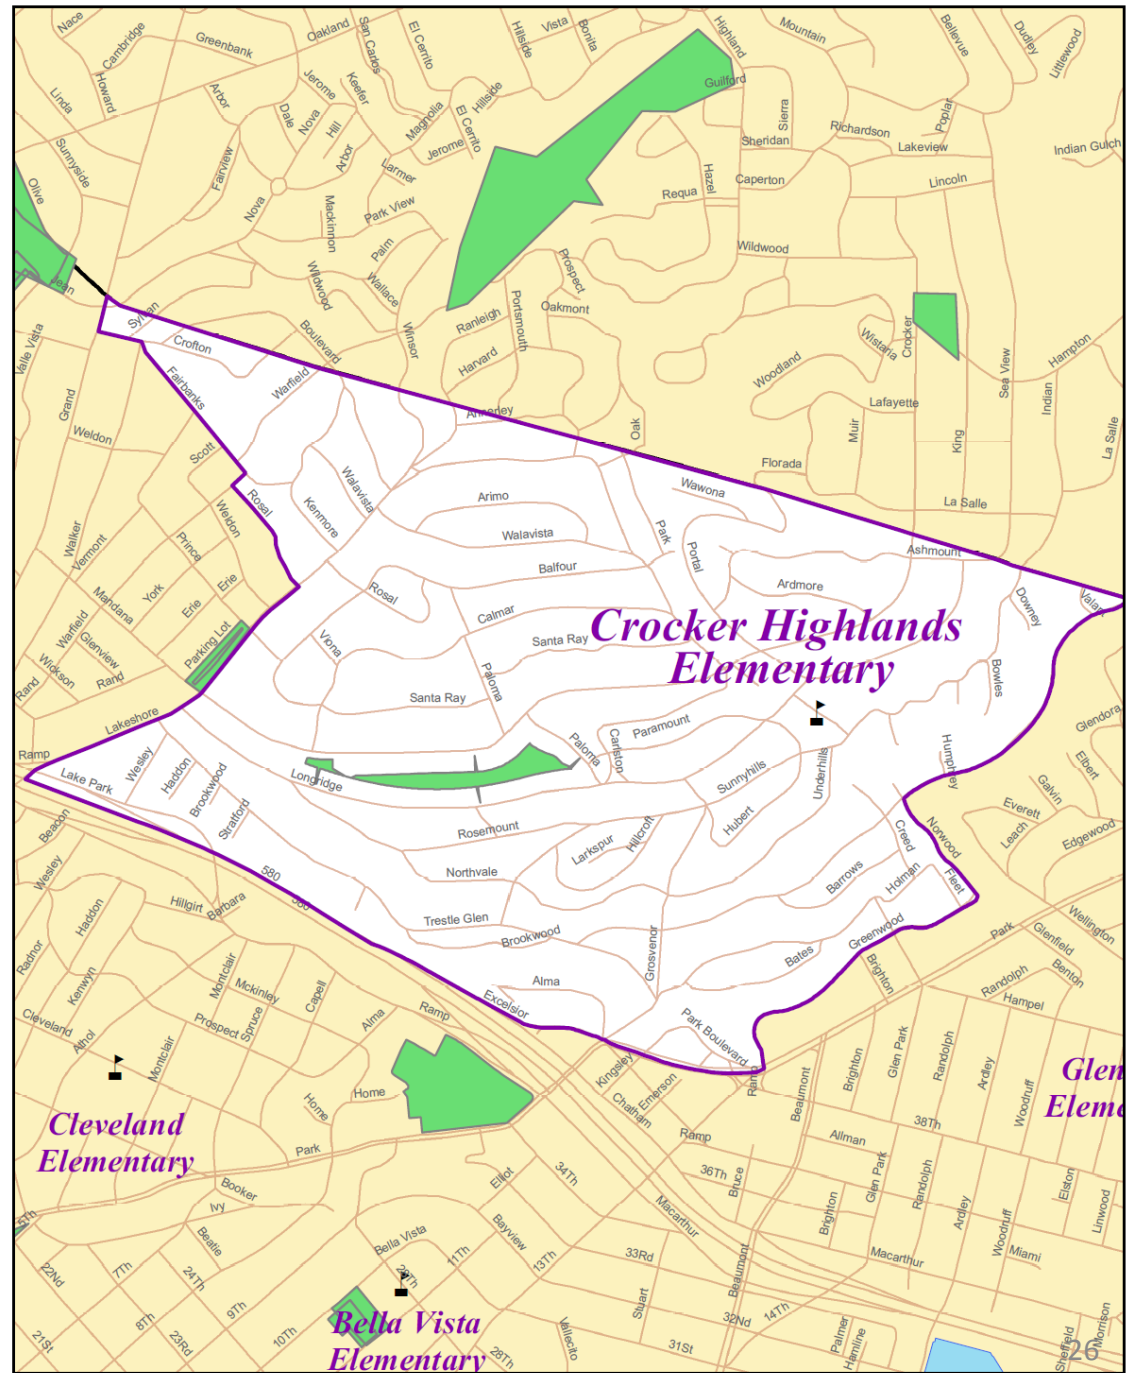 Nace
Cambridge
Greenbank
Oakland
San Carlos
El Cerrito
Hillside
Vista
Bonita
Highland
Mountain
Bellevue
Dudley
Littlewood
Linda
Howard
Arbor
Dale
Jerome
Nova
Hill
Keefer
Magnolia
El Cerrito
Hillside
Guilford
Sierra
Sheridan
Richardson
Poplar
Lakeview
Indian Gulch
Sunnyside
Olive
Fairview
Arbor
Jerome
Larmer
Hazel
Caperton
Lincoln
Requa
Nova
Mackinnon
Park View
Palm
Wildwood
Wildwood
Wallace
Prospect
Jean
Sylvan
Crofton
Boulevard
Winsor
Ranleigh
Portsmouth
Oakmont
Harvard
Crocker
Wistaria
Woodland
Sea View
Hampton
Indian
Valle Vista
Grand
Fairbanks
Warfield
Annerley
Oak
Lafayette
Muir
King
La Salle
Weldon
Scott
Rosal
Walavista
Kenmore
Arimo
Wawona
Florada
La Salle
Walker
Vermont
Weldon
Prince
Walavista
Park
Portal
Ashmount
Balfour
Ardmore
Downey
Valant
Mandana
York
Erie
Erie
Rosal
Calmar
Santa Ray
Crocker Highlands
Elementary
Warfield
Glenview
Wickson
Rand
Rand
Parking Lot
Viona
Paloma
Santa Ray
Bowles
Lakeshore
Ramp
Paloma
Carlston
Paramount
Glendora
Lake Park
Wesley
Haddon
Brookwood
Stratford
Longridge
Sunnyhills
Underhills
Humphrey
Elbert
Galvin
Everett
Leach
Edgewood
Beacon
Rosemount
Larkspur
Hillcroft
Hubert
Creed
Norwood
Wesley
580
580
Northvale
Barrows
Holman
Fleet
Hillgirt
Barbara
Haddon
Trestle Glen
Brookwood
Grosvenor
Greenwood
Park
Wellington
Glenfield
Radnor
Kenwyn
Montclair
Mckinley
Capell
Alma
Bates
Brighton
Benton
Randolph
Hampel
Cleveland
Athol
Prospect
Spruce
Alma
Ramp
Excelsior
Park Boulevard
Montclair
Kingsley
Emerson
Chatham
Ramp
Beaumont
Brighton
Glen Park
Randolph
Ardley
Woodruff
Glen
Eleme
Cleveland
Elementary
Home
Home
Park
Ramp
38Th
Allman
Booker
Ivy
Elliot
34Th
36Th
Bruce
Glen Park
Randolph
Ardley
Elston
Linwood
5Th
Beatie
Bella Vista
Bayview
Macarthur
Brighton
Woodruff
Miami
22Nd
7Th
24Th
11Th
13Th
33Rd
Beaumont
Macarthur
8Th
9Th
Stuart
32Nd
14Th
21St
23Rd
10Th
Bella Vista
Elementary
28Th
Vallecito
31St
Palmer
Hamline
Sheffield
Morrison
26